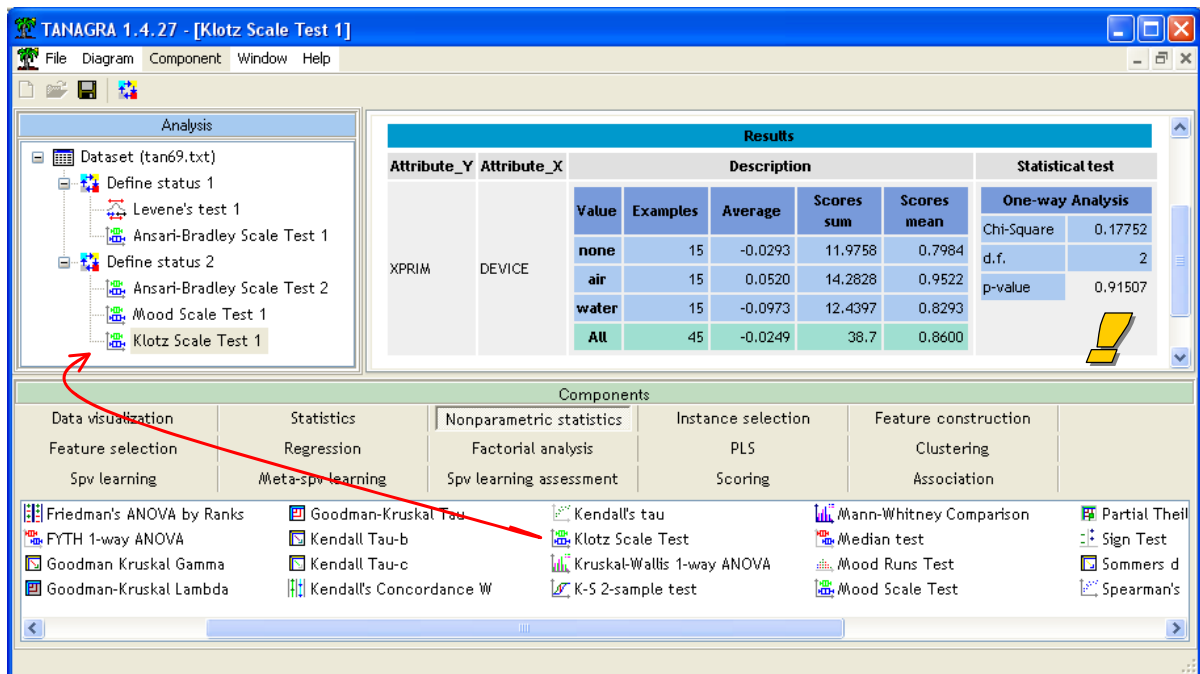 TANAGRA 1.4.27 - [Klotz Scale Test 1]
File Diagram Component Window Help
Analysis
Dataset (tan69.txt)
Define status 1
Levene's test 1
Ansari-Bradley Scale Test 1
Define status 2
Ansari-Bradley Scale Test 2
Mood Scale Test 1
Klotz Scale Test 1
Results
Attribute_Y Attribute_X Description Statistical test
Value Examples Average Scores sum Scores mean
none 15 -0.0293 11.9758 0.7984
air 15 0.0520 14.2828 0.9522
water 15 -0.0973 12.4397 0.8293
All 45 -0.0249 38.7 0.8600
XPRIM DEVICE
One-way Analysis
Chi-Square 0.17752
d.f. 2
p-value 0.91507
Components
Data visualization Statistics Nonparametric statistics Instance selection Feature construction
Feature selection Regression Factorial analysis PLS Clustering
Spv learning Meta-spv learning Spv learning assessment Scoring Association
Friedman's ANOVA by Ranks Goodman-Kruskal Tau Kendall's tau Mann-Whitney Comparison Partial Theil
FYTH 1-way ANOVA Kendall Tau-b Klotz Scale Test Median test Sign Test
Goodman Kruskal Gamma Kendall Tau-c Kruskal-Wallis 1-way ANOVA Mood Runs Test Sommers d
Goodman-Kruskal Lambda Kendall's Concordance W K-S 2-sample test Mood Scale Test Spearman's